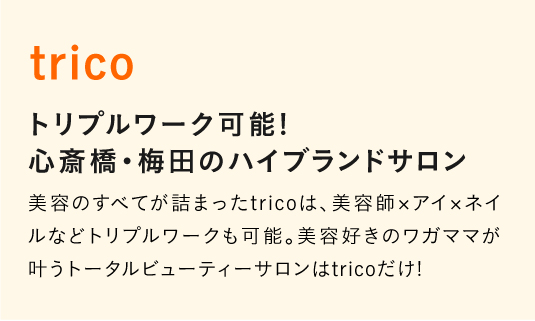 trico
トリプルワーク可能!
心斎橋・梅田のハイブランドサロン
美容のすべてが詰まったtricoは、美容師×アイ×ネイ
ルなどトリプルワークも可能。美容好きのワガママが
叶うトータルビューティーサロンはtricoだけ!